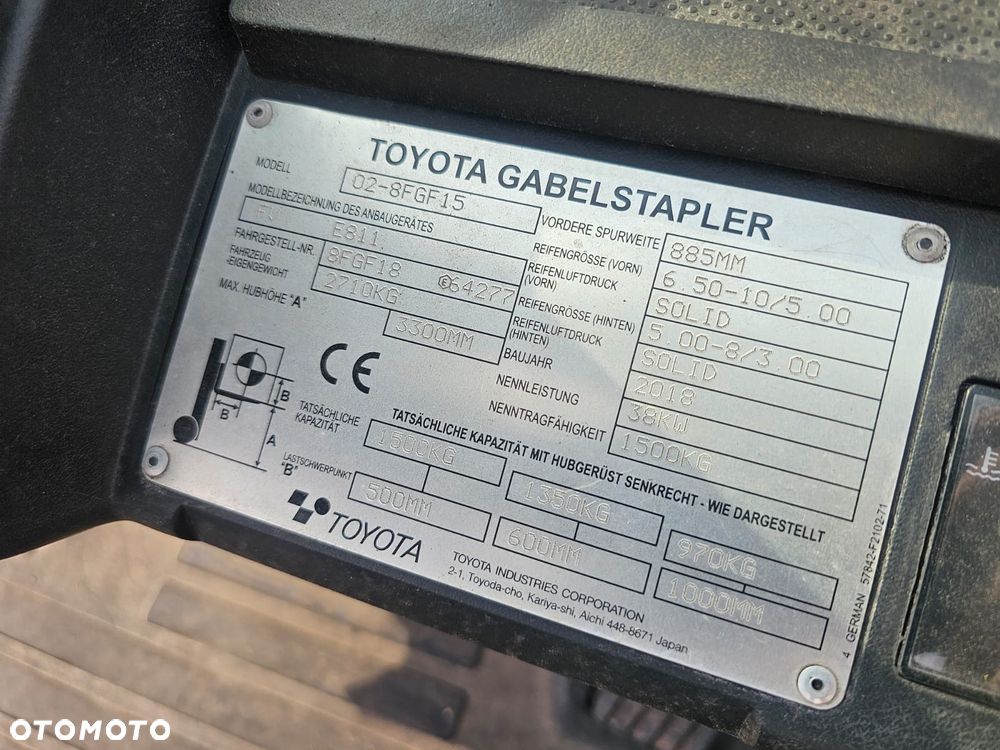 TOYOTA GABELSTAPLER
MODELL 02-8FGF15
MODELLBEZEICHNUNG DES ANBAUGERÄTES
E811
FAHRGESTELL-NR. 8FGF18 Ⓔ64277
FAHRZEUG -EIGENGEWICHT 2710KG
MAX. HUBHÖHE "A" 3300MM
VORDERE SPURWEITE 885MM
REIFENGRÖSSE (VORN) 6.50-10/5.00
REIFENLUFTDRUCK (VORN) SOLID
REIFENGRÖSSE (HINTEN) 5.00-8/3.00
REIFENLUFTDRUCK (HINTEN) SOLID
BAUJAHR 2018
NENNLEISTUNG 38KW
NENNTRAGFÄHIGKEIT 1500KG
CE
B
B
A
TATSÄCHLICHE KAPAZITÄT MIT HUBGERÜST SENKRECHT - WIE DARGESTELLT
TATSÄCHLICHE KAPAZITÄT 1500KG 1350KG 970KG
LASTSCHWERPUNKT "B" 500MM 600MM 1000MM
TOYOTA
TOYOTA INDUSTRIES CORPORATION
2-1, Toyoda-cho, Kariya-shi, Aichi 448-8671 Japan
4 GERMAN 57842-F2102-71
OTOMOTO